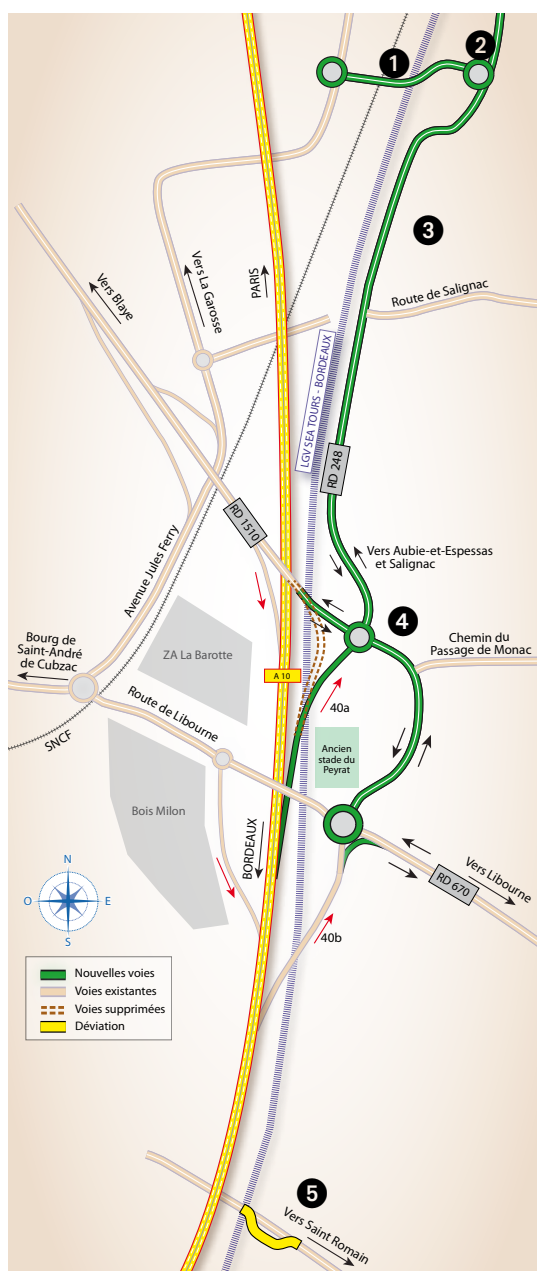 1
2
3
Vers Blaye
Vers La Garosse
PARIS
Route de Salignac
LGV SEA TOURS - BORDEAUX
RD 248
RD 1510
Avenue Jules Ferry
Vers Aubie-et-Espessas
et Salignac
4
Bourg de
Saint-André
de Cubzac
ZA La Barotte
Chemin du
Passage de Monac
A 10
40a
Route de Libourne
SNCF
Ancien
stade du
Peyrat
Bois Milon
BORDEAUX
Vers Libourne
RD 670
N
O
E
S
40b
Nouvelles voies
Voies existantes
Voies supprimées
Déviation
5
Vers Saint Romain